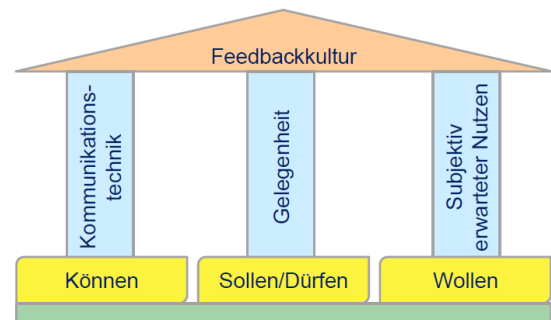 Feedbackkultur
Kommunikations-
technik
Gelegenheit
Subjektiv
erwarteter Nutzen
Können
Sollen/Dürfen
Wollen